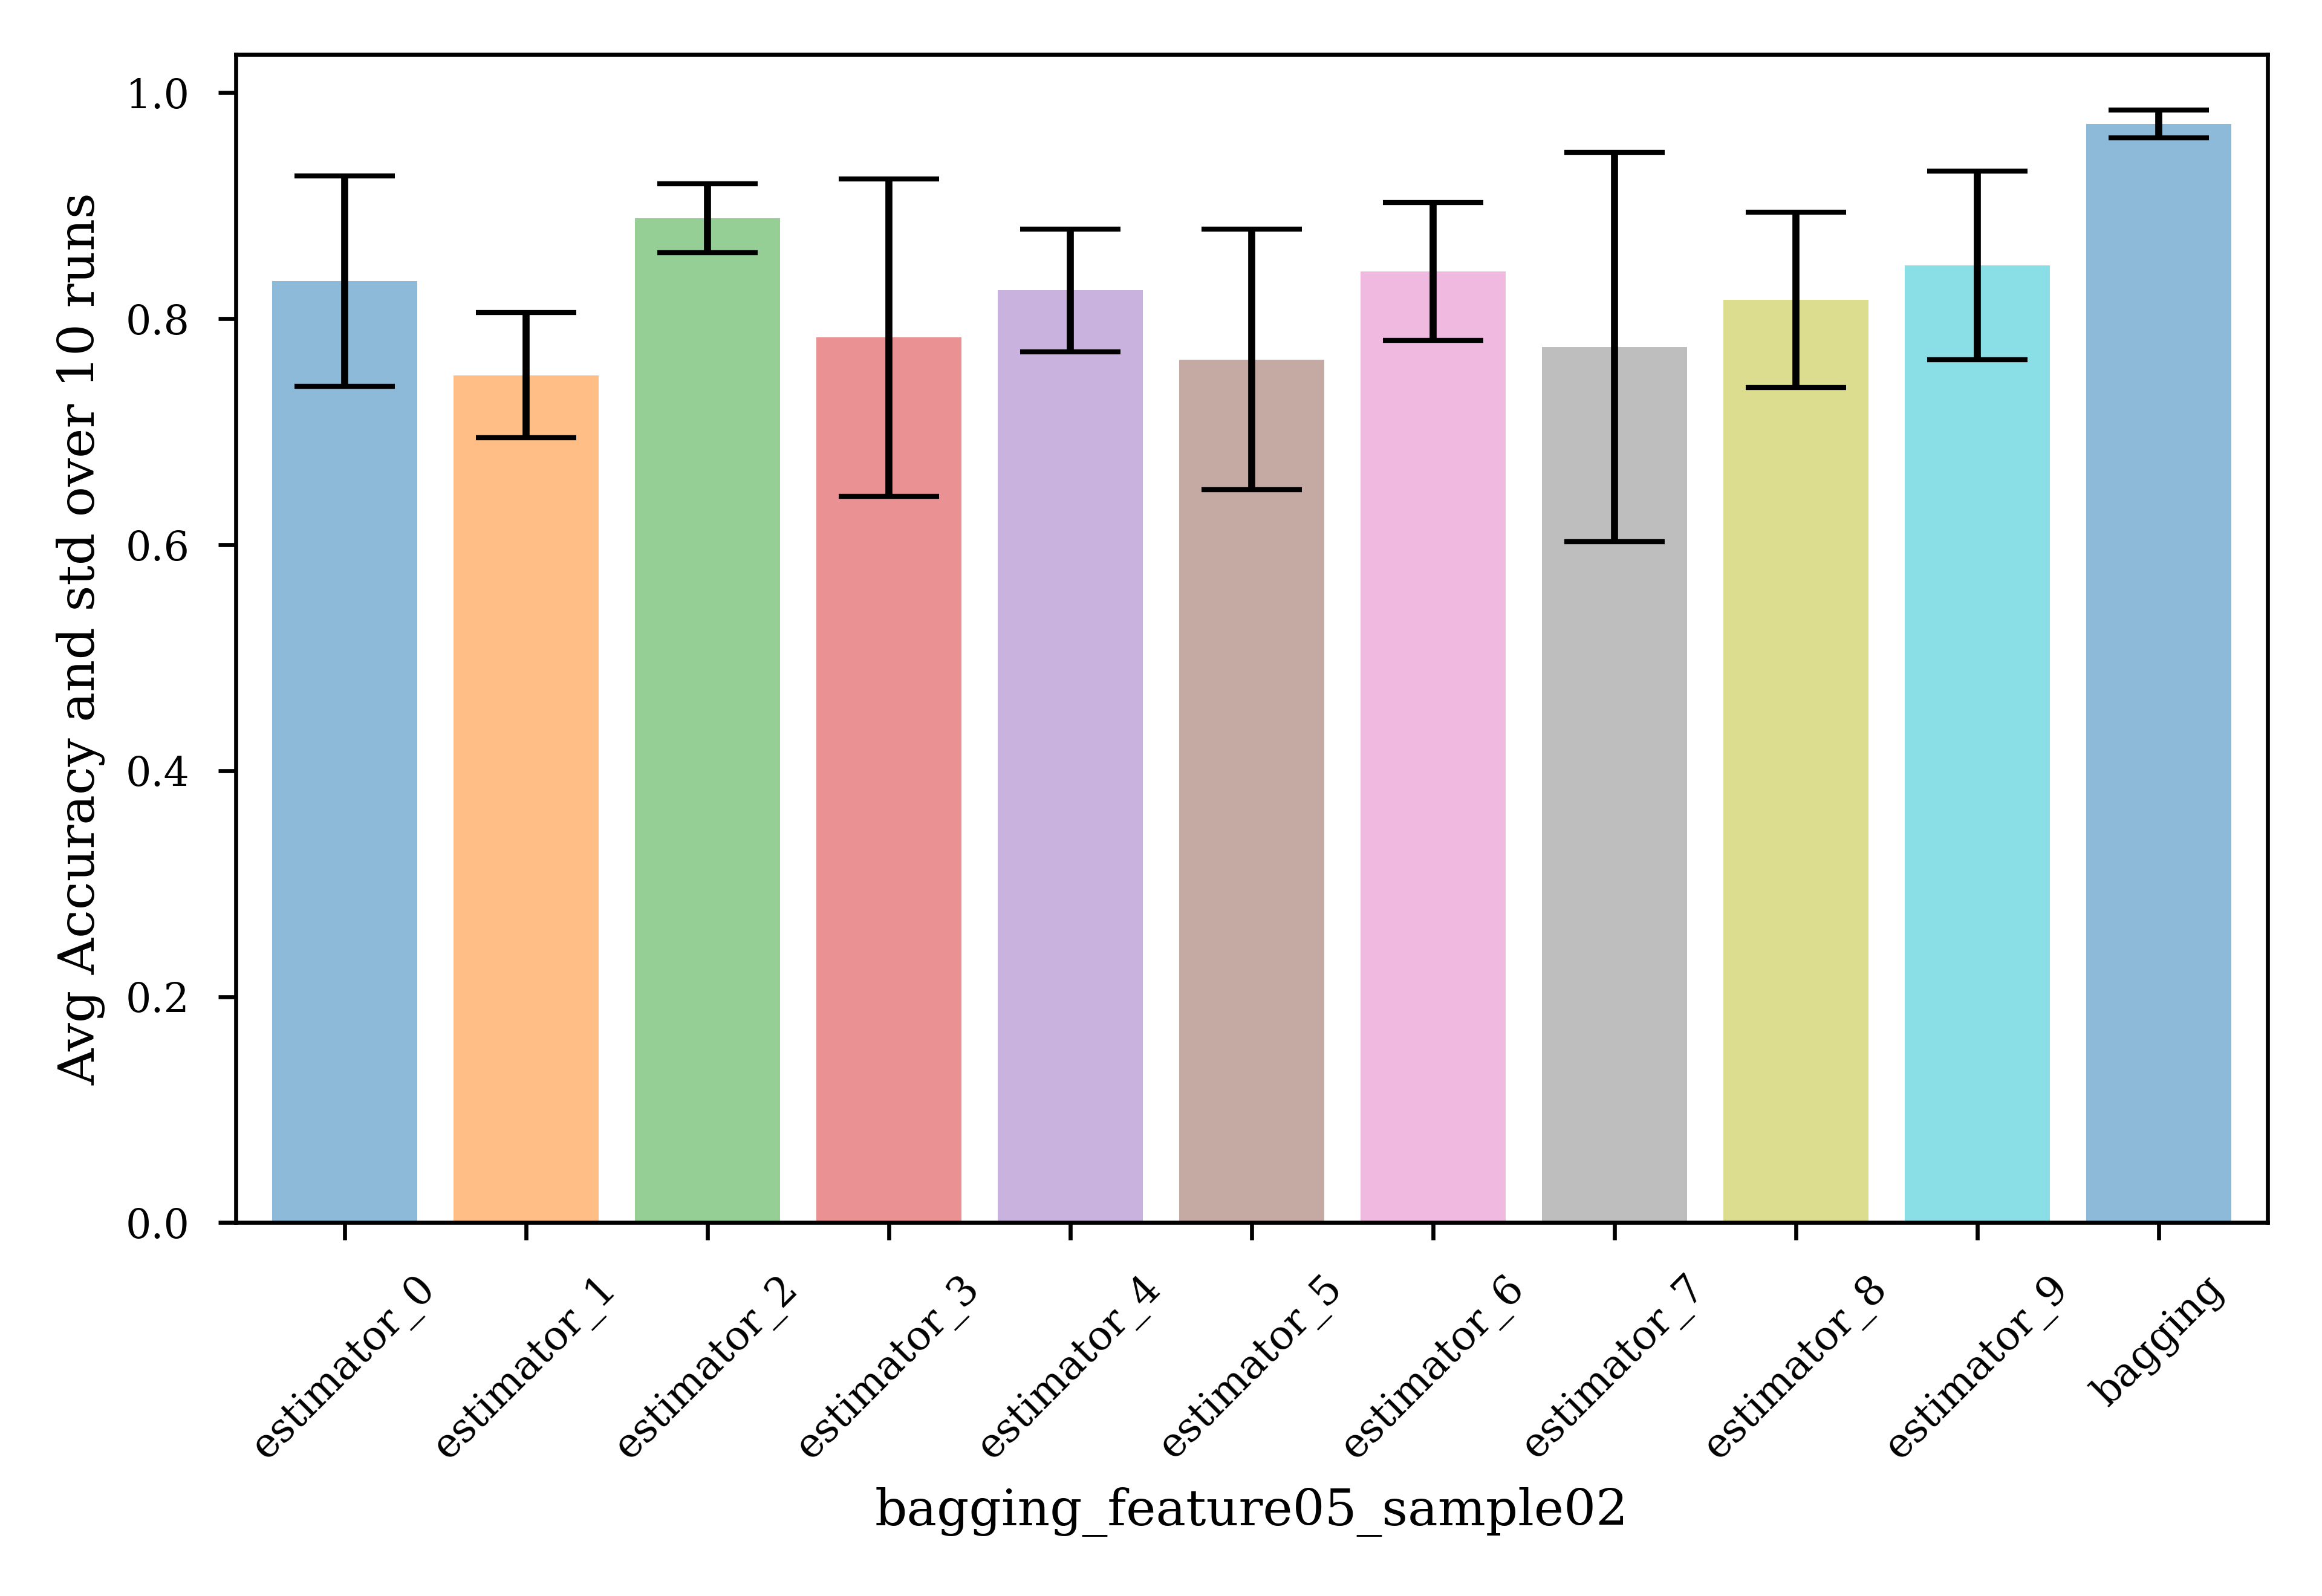 Avg Accuracy and std over 10 runs
1.0
0.8
0.6
0.4
0.2
0.0
estimator_0
estimator_1
estimator_2
estimator_3
estimator_4
estimator_5
estimator_6
estimator_7
estimator_8
estimator_9
bagging
bagging_feature05_sample02